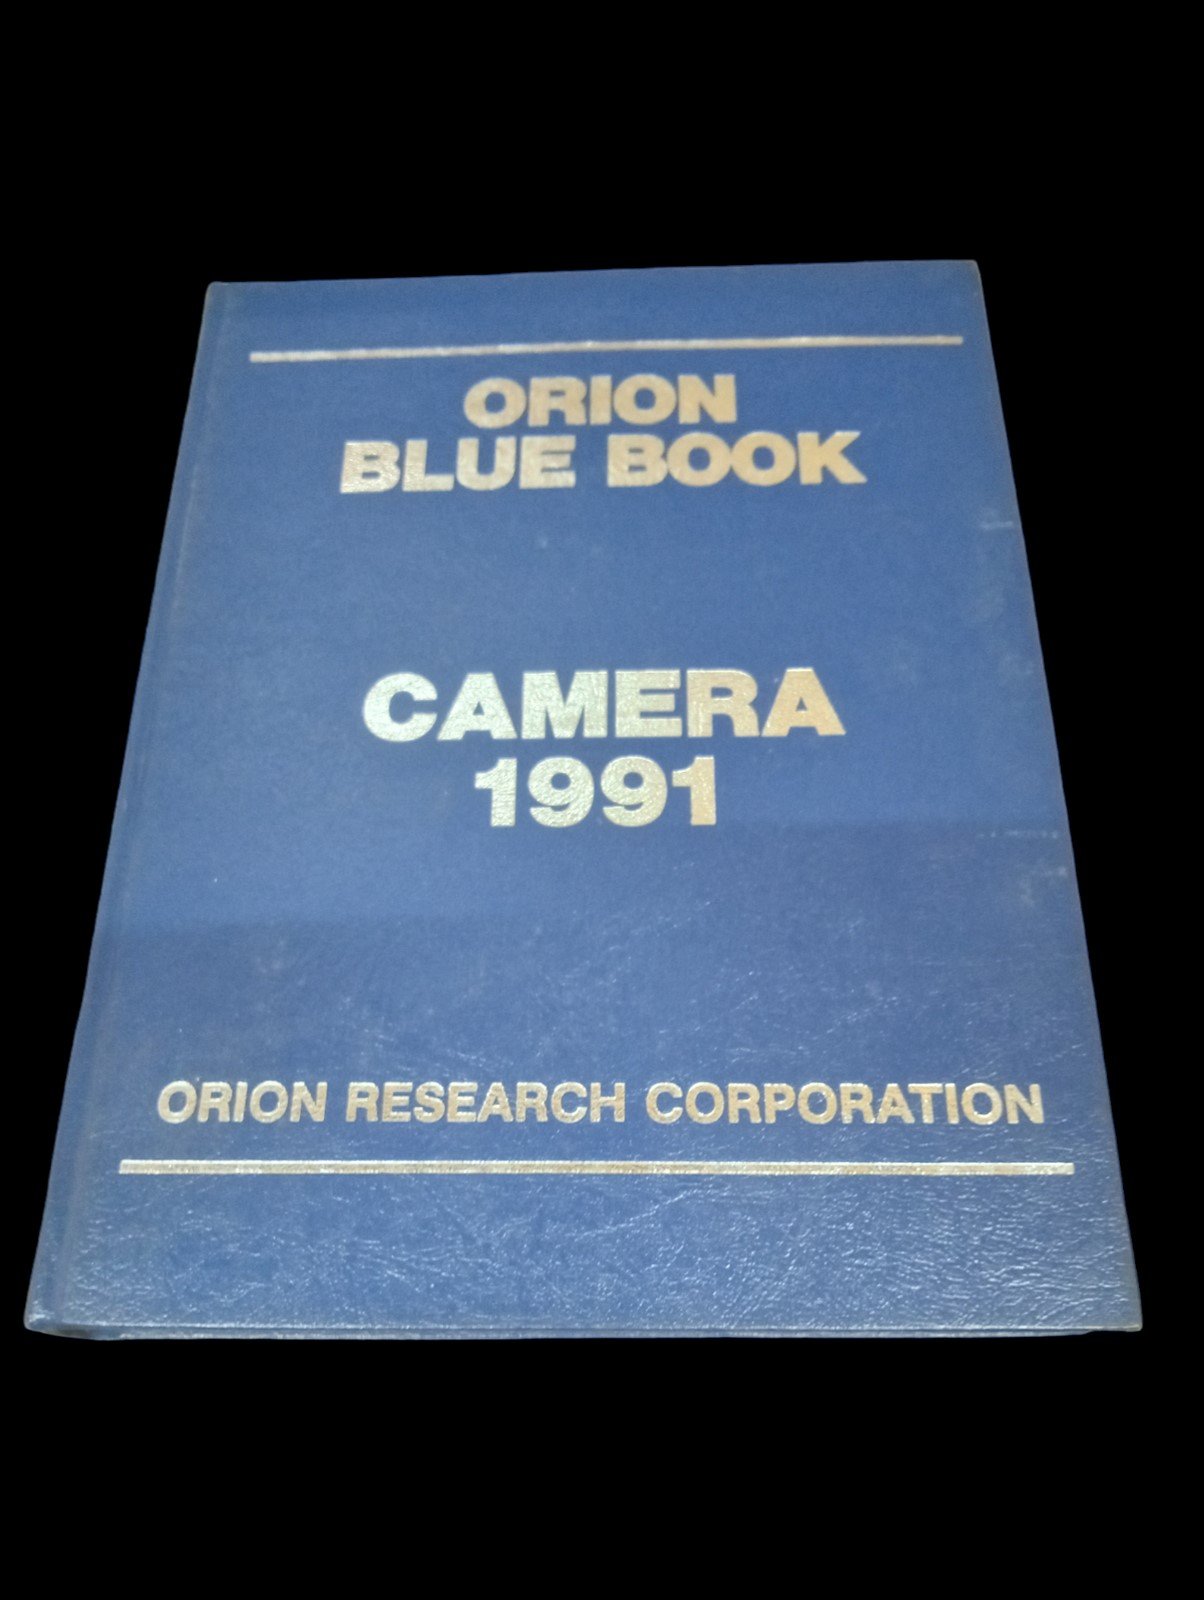 ORION
BLUE BOOK
CAMERA
1991
ORION RESEARCH CORPORATION